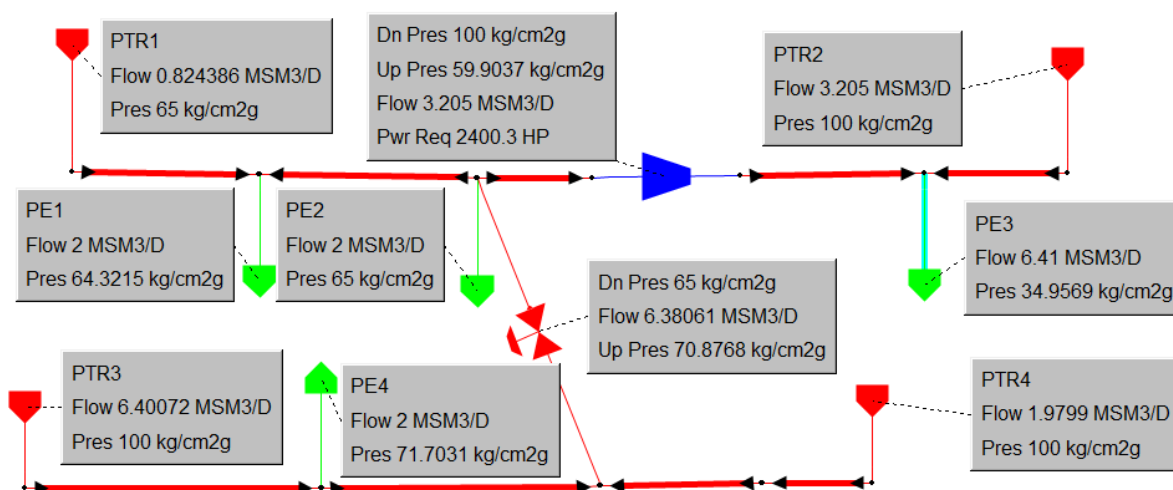 PTR1
Flow 0.824386 MSM3/D
Pres 65 kg/cm2g
Dn Pres 100 kg/cm2g
Up Pres 59.9037 kg/cm2g
Flow 3.205 MSM3/D
Pwr Req 2400.3 HP
PTR2
Flow 3.205 MSM3/D
Pres 100 kg/cm2g
PE1
Flow 2 MSM3/D
Pres 64.3215 kg/cm2g
PE2
Flow 2 MSM3/D
Pres 65 kg/cm2g
PE3
Flow 6.41 MSM3/D
Pres 34.9569 kg/cm2g
Dn Pres 65 kg/cm2g
Flow 6.38061 MSM3/D
Up Pres 70.8768 kg/cm2g
PTR3
Flow 6.40072 MSM3/D
Pres 100 kg/cm2g
PE4
Flow 2 MSM3/D
Pres 71.7031 kg/cm2g
PTR4
Flow 1.9799 MSM3/D
Pres 100 kg/cm2g